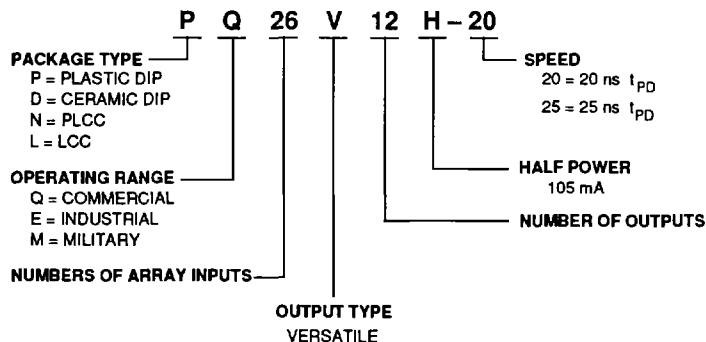 P Q 26 V 12 H – 20
PACKAGE TYPE
P = PLASTIC DIP
D = CERAMIC DIP
N = PLCC
L = LCC
OPERATING RANGE
Q = COMMERCIAL
E = INDUSTRIAL
M = MILITARY
NUMBERS OF ARRAY INPUTS
OUTPUT TYPE
VERSATILE
SPEED
20 = 20 ns tPD
25 = 25 ns tPD
HALF POWER
105 mA
NUMBER OF OUTPUTS